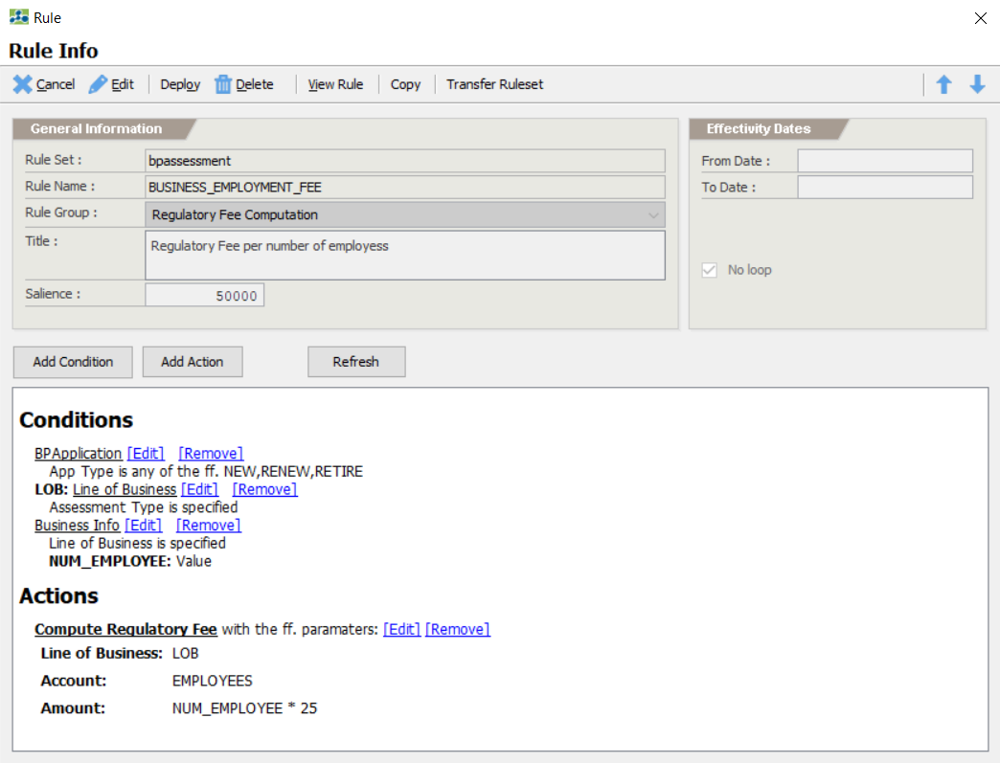 Rule
Rule Info
Cancel Edit Deploy Delete View Rule Copy Transfer Ruleset
General Information
Rule Set : bpassessment
Rule Name : BUSINESS_EMPLOYMENT_FEE
Rule Group : Regulatory Fee Computation
Title : Regulatory Fee per number of employess
Salience : 50000
Effectivity Dates
From Date :
To Date :
No loop
Add Condition Add Action Refresh
Conditions
BPApplication [Edit] [Remove]
App Type is any of the ff. NEW,RENEW,RETIRE
LOB: Line of Business [Edit] [Remove]
Assessment Type is specified
Business Info [Edit] [Remove]
Line of Business is specified
NUM_EMPLOYEE: Value
Actions
Compute Regulatory Fee with the ff. paramaters: [Edit] [Remove]
Line of Business: LOB
Account: EMPLOYEES
Amount: NUM_EMPLOYEE * 25